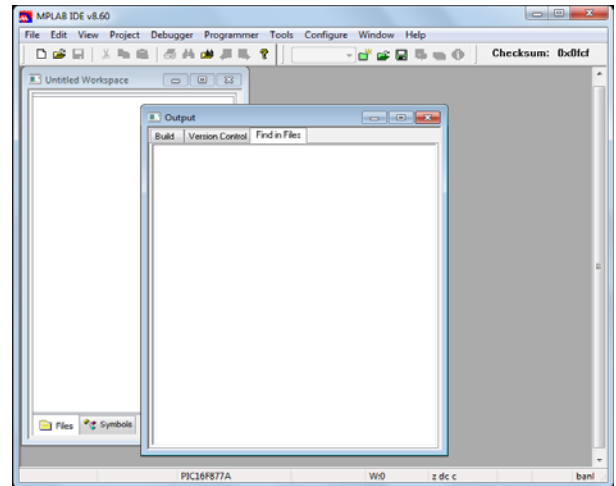 MPLAB IDE v8.60
File Edit View Project Debugger Programmer Tools Configure Window Help
Checksum: 0x0fcf
Untitled Workspace
Output
Build Version Control Find in Files
Files Symbols
PIC16F877A W:0 z dc c banl